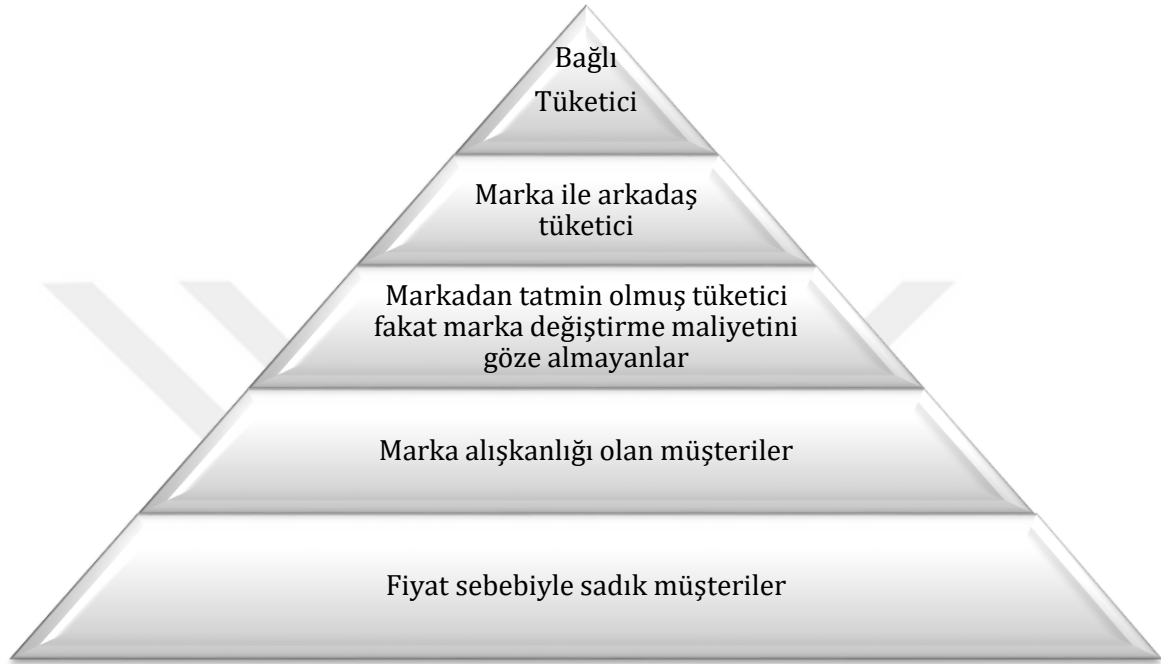 Bağlı
Tüketici
Marka ile arkadaş
tüketici
Markadan tatmin olmuş tüketici
fakat marka değiştirme maliyetini
göze almayanlar
Marka alışkanlığı olan müşteriler
Fiyat sebebiyle sadık müşteriler